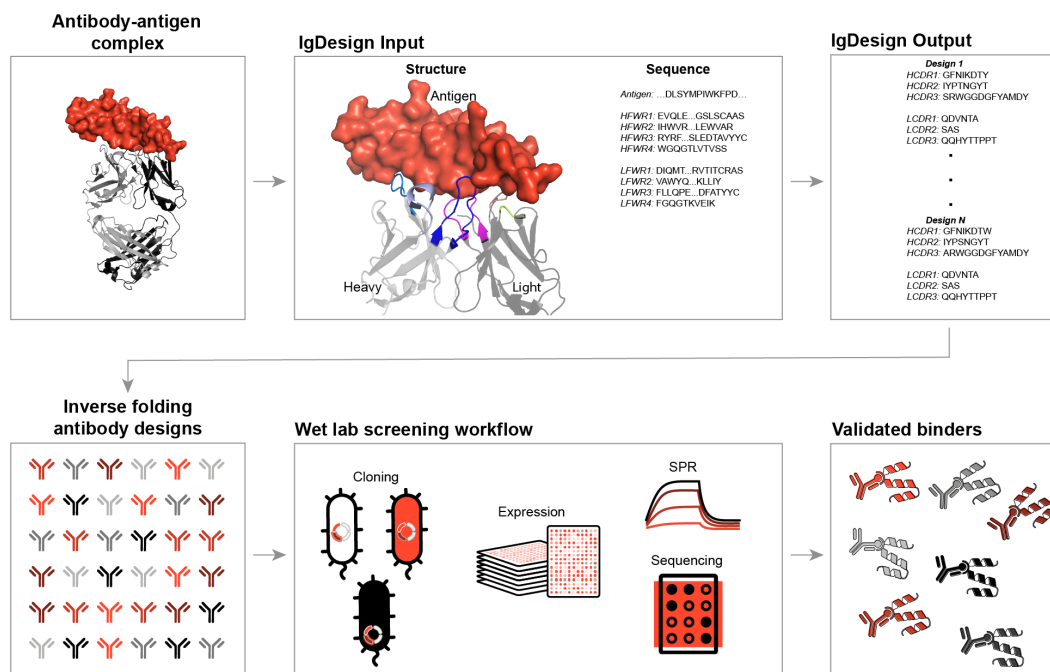 Antibody-antigen
complex
IgDesign Input
Structure
Antigen
Heavy
Light
Sequence
Antigen: ...DLSYMPIWKFPD...
HFWR1: EVQLE...GSLSCAAS
HFWR2: IHWVR...LEWVAR
HFWR3: RYRF...SLEDTAVYYC
HFWR4: WGQGTLVTVSS
LFWR1: DIQMT...RVTITCRAS
LFWR2: VAWYQ...KLLIY
LFWR3: FLLQPE...DFATYYC
LFWR4: FGQGTKVEIK
IgDesign Output
Design 1
HCDR1: GFNIKDTY
HCDR2: IYPTNGYT
HCDR3: SRWGGDGFYAMDY
LCDR1: QDVNTA
LCDR2: SAS
LCDR3: QQHYTTPPT
Design N
HCDR1: GFNIKDTW
HCDR2: IYPSNGYT
HCDR3: ARWGGDGFYAMDY
LCDR1: QDVNTA
LCDR2: SAS
LCDR3: QQHYTTPPT
Inverse folding
antibody designs
Wet lab screening workflow
Cloning
Expression
SPR
Sequencing
Validated binders